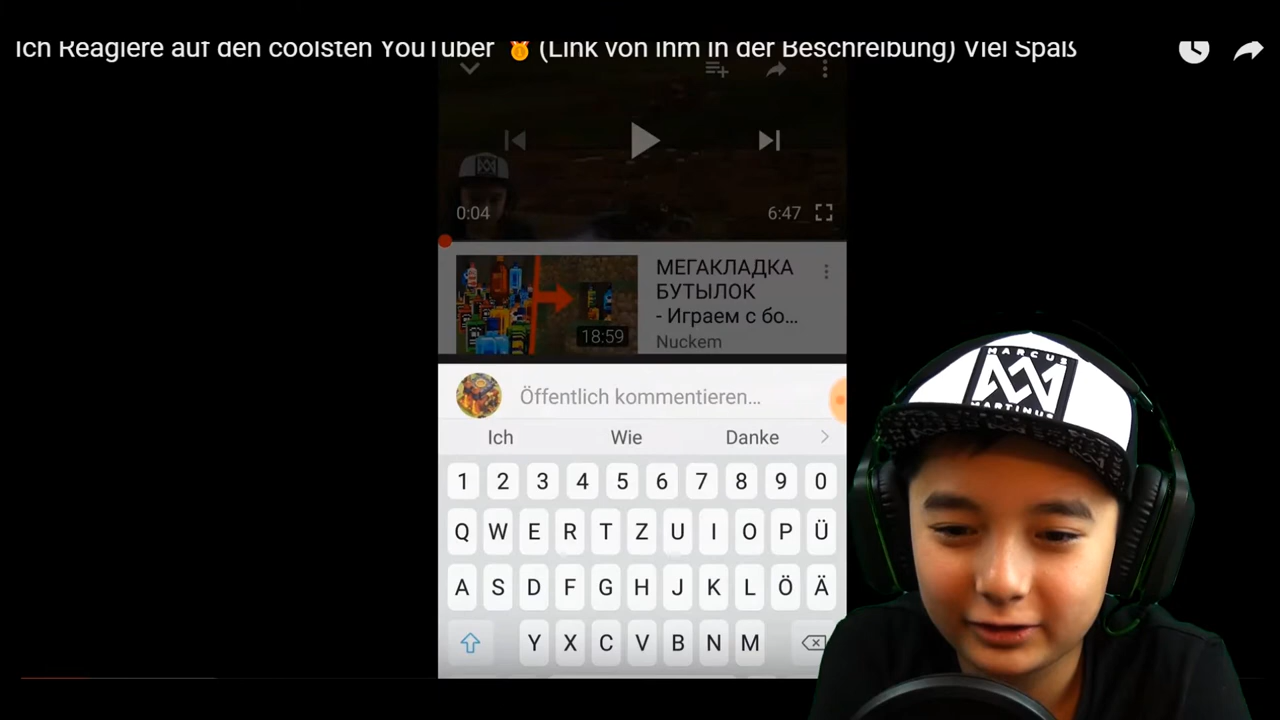 Ich Reagiere auf den coolsten YouTuber 🏅 (Link von ihm in der Beschreibung) Viel Spaß
0:04
6:47
МЕГАКЛАДКА
БУТЫЛОК
- Играем с бо...
Nuckem
18:59
Öffentlich kommentieren...
Ich Wie Danke
1 2 3 4 5 6 7 8 9 0
Q W E R T Z U I O P Ü
A S D F G H J K L Ö Ä
Y X C V B N M
MARCUS
MARTINUS